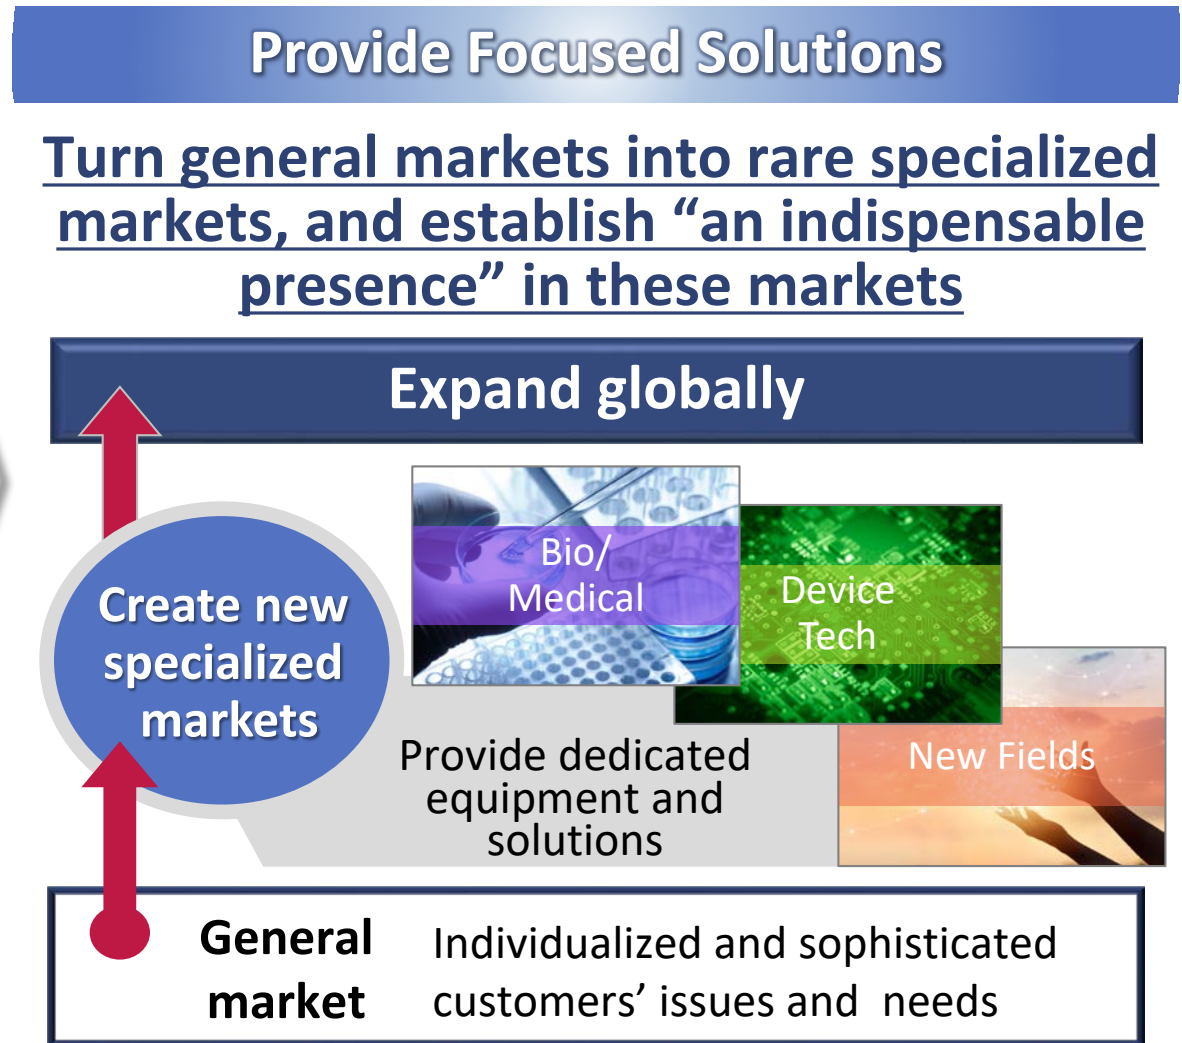 Provide Focused Solutions
Turn general markets into rare specialized
markets, and establish “an indispensable
presence” in these markets
Expand globally
Create new
specialized
markets
Bio/
Medical
Device
Tech
New Fields
Provide dedicated
equipment and
solutions
General
market
Individualized and sophisticated
customers’ issues and  needs